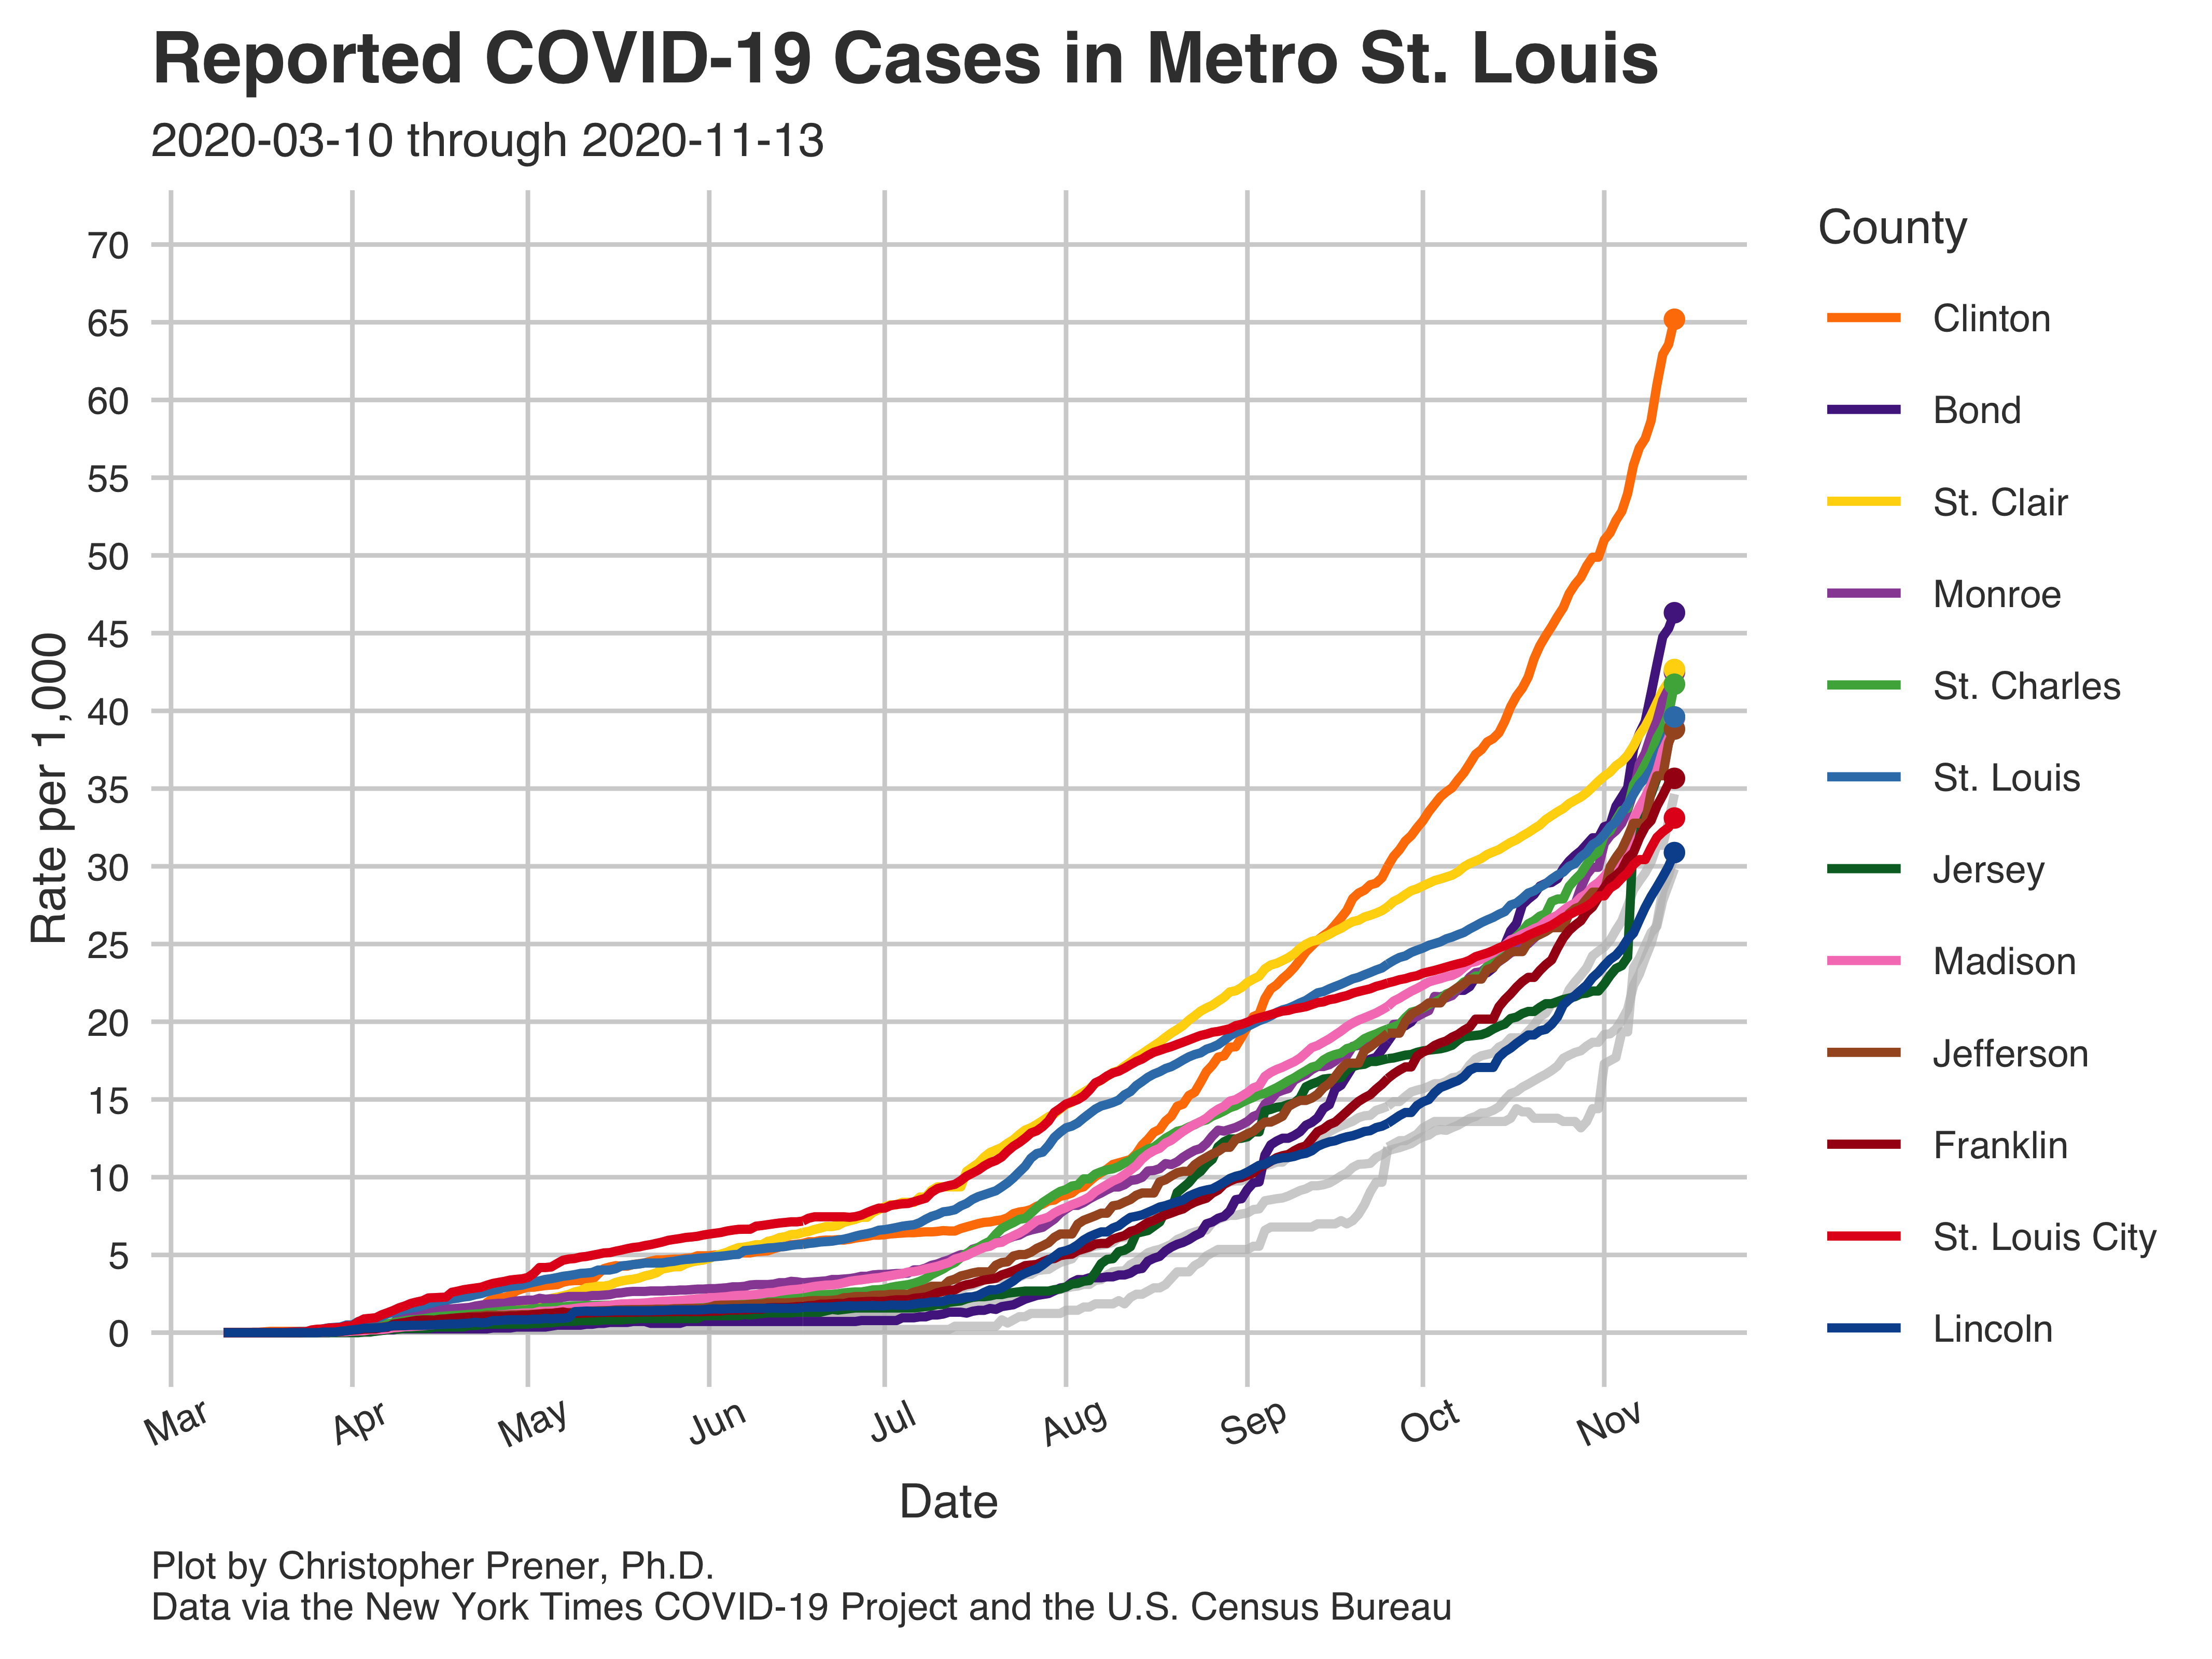 Reported COVID-19 Cases in Metro St. Louis
2020-03-10 through 2020-11-13
Rate per 1,000
70
65
60
55
50
45
40
35
30
25
20
15
10
5
0
Mar
Apr
May
Jun
Jul
Aug
Sep
Oct
Nov
Date
County
Clinton
Bond
St. Clair
Monroe
St. Charles
St. Louis
Jersey
Madison
Jefferson
Franklin
St. Louis City
Lincoln
Plot by Christopher Prener, Ph.D.
Data via the New York Times COVID-19 Project and the U.S. Census Bureau